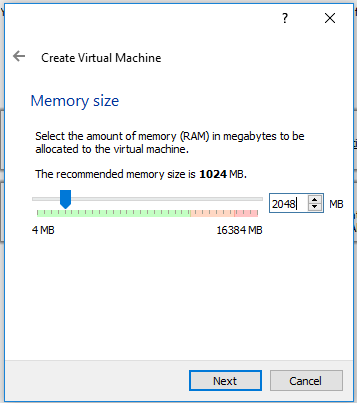 ?
Create Virtual Machine
Memory size
Select the amount of memory (RAM) in megabytes to be
allocated to the virtual machine.
The recommended memory size is 1024 MB.
2048 MB
4 MB 16384 MB
Next Cancel